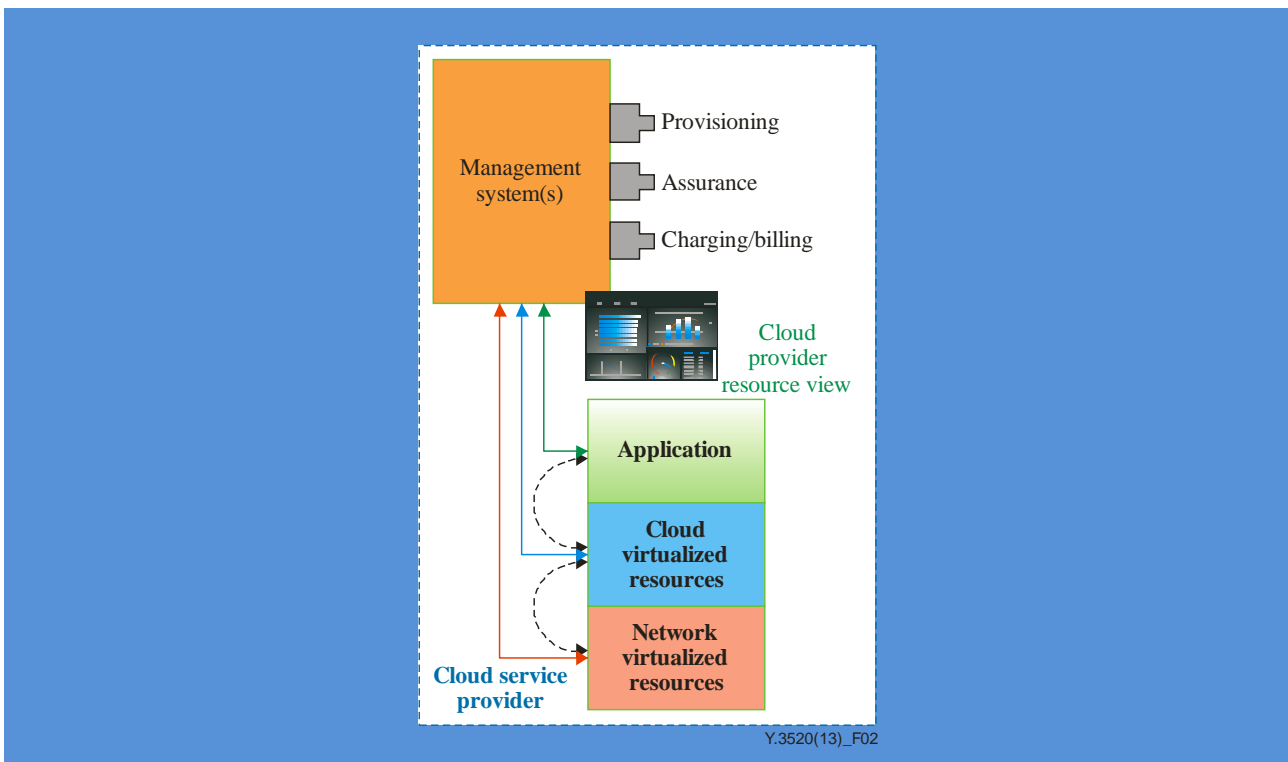 Management
system(s)
Provisioning
Assurance
Charging/billing
Cloud
provider
resource view
Application
Cloud
virtualized
resources
Network
virtualized
resources
Cloud service
provider
Y.3520(13)_F02